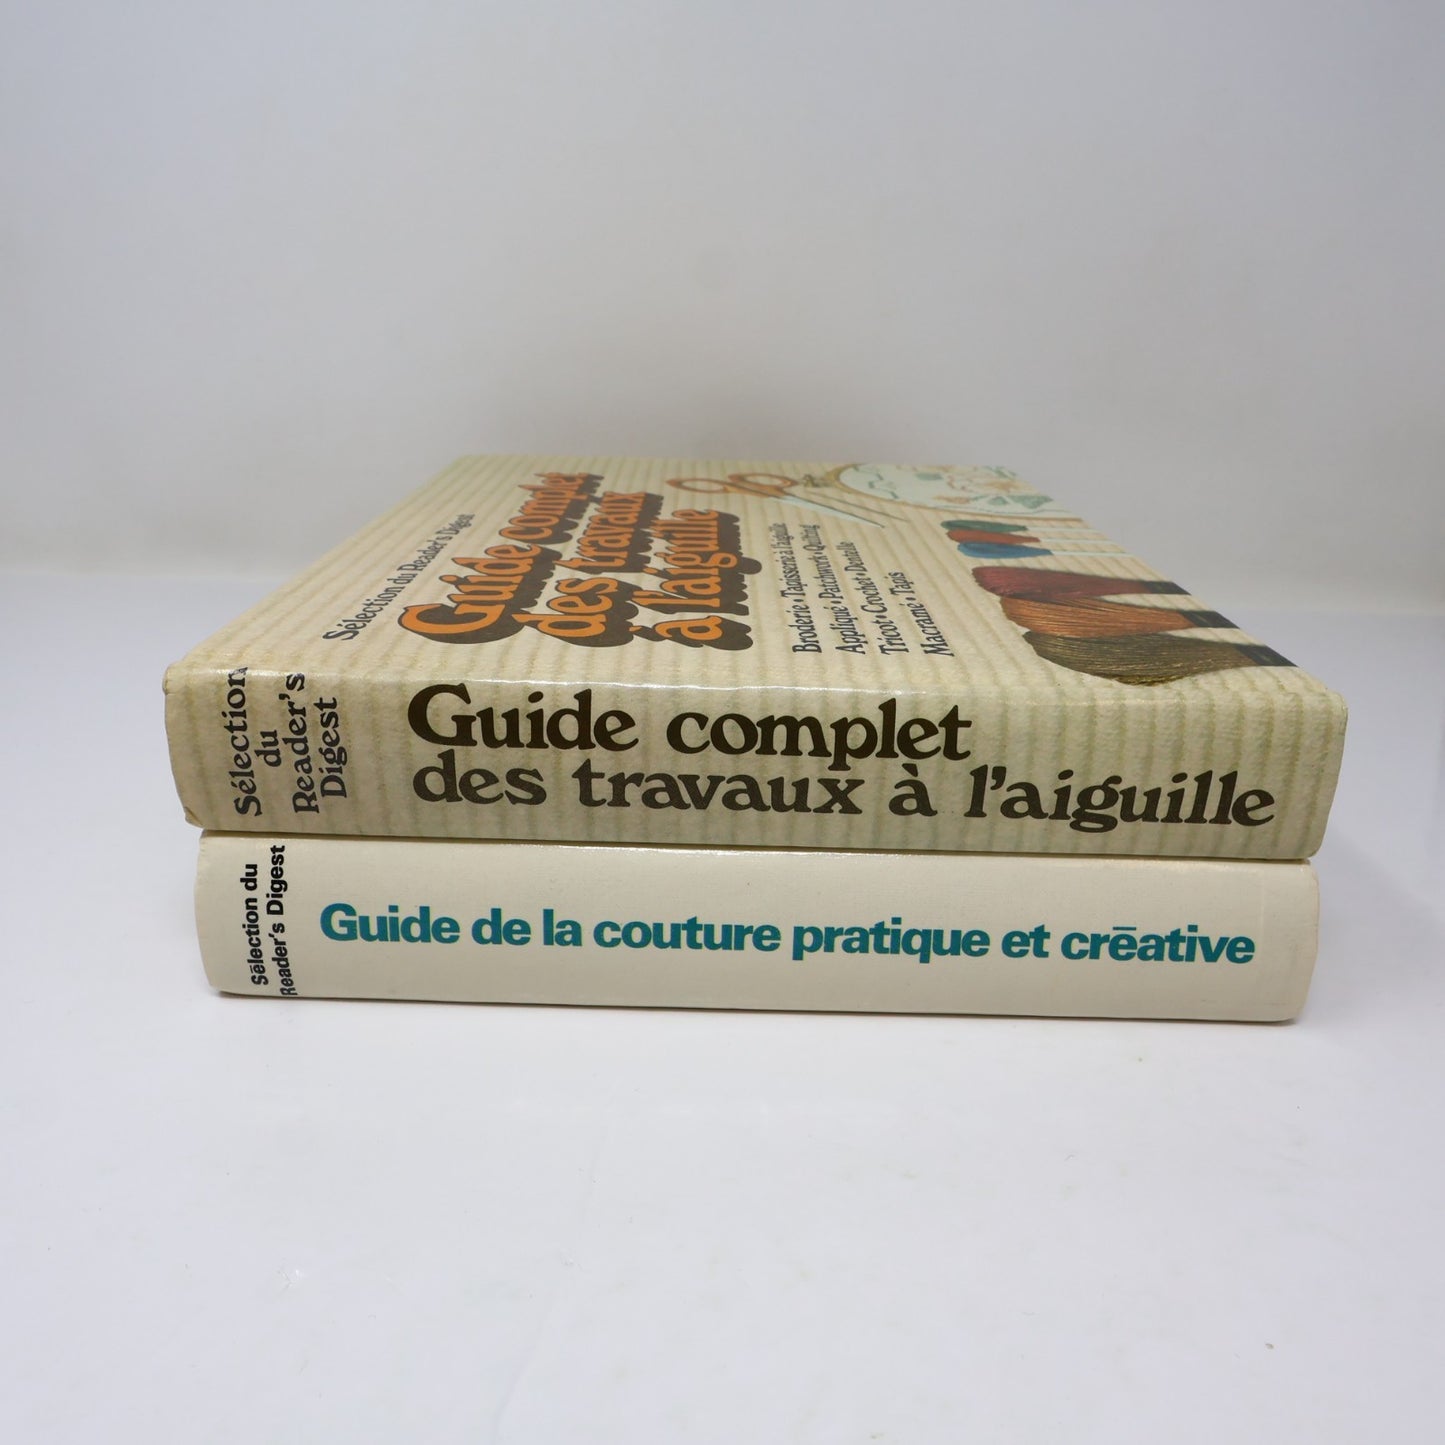 Sélection du Reader's Digest
Guide complet
des travaux
à l'aiguille
Broderie • Tapisserie à l'aiguille
Appliqué • Patchwork • Quilting
Tricot • Crochet • Dentelle
Macramé • Tapis
Sélection
du
Reader's
Digest
Guide complet
des travaux à l'aiguille
Sélection du
Reader's Digest
Guide de la couture pratique et créative